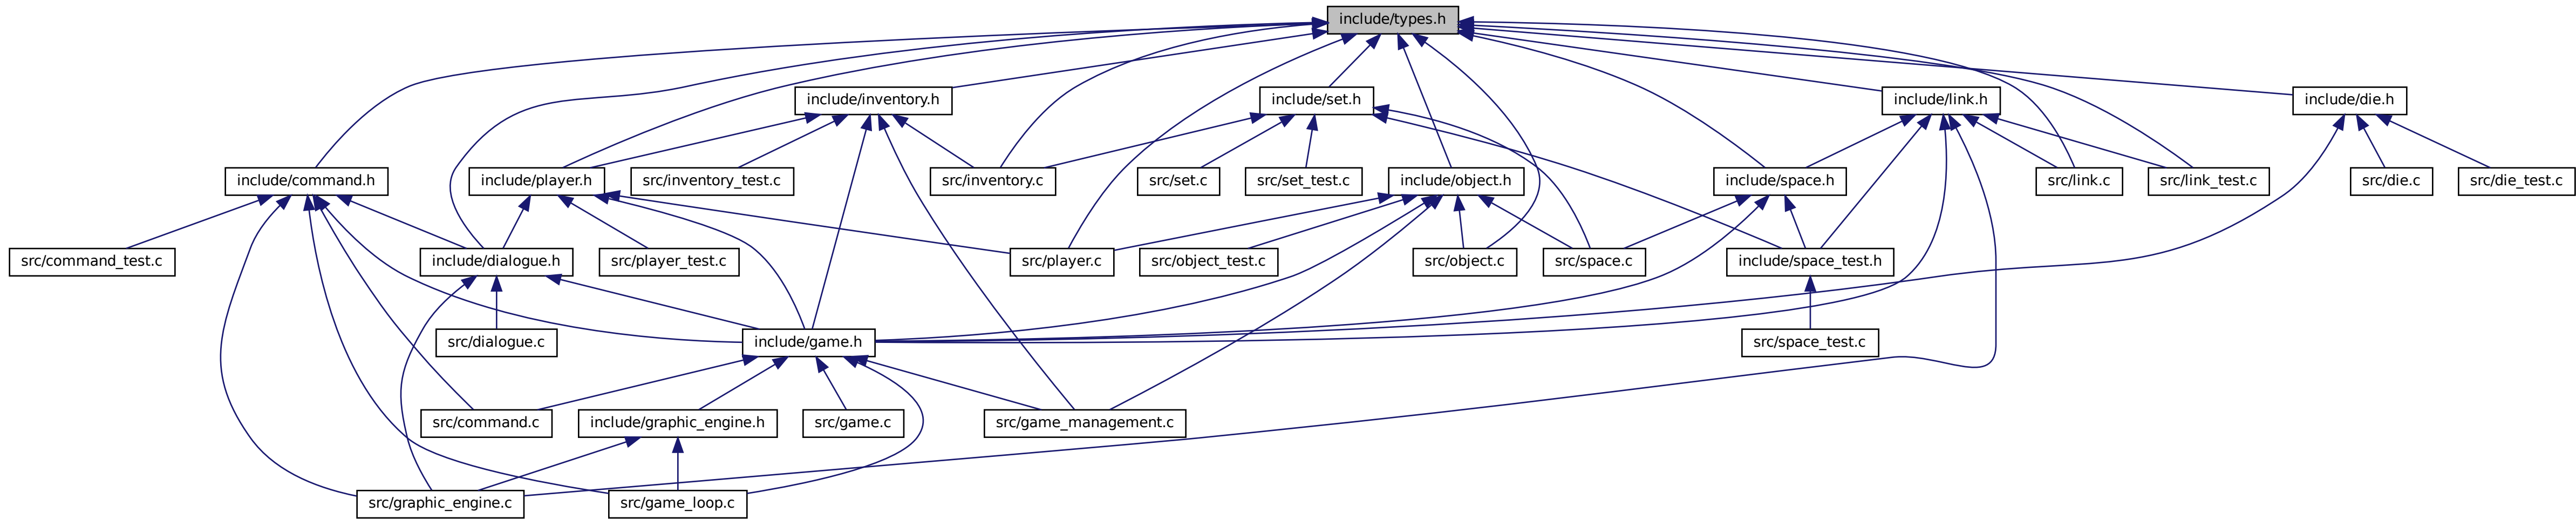 include/types.h
include/inventory.h
include/set.h
include/link.h
include/die.h
include/command.h
include/player.h
src/inventory_test.c
src/inventory.c
src/set.c
src/set_test.c
include/object.h
include/space.h
src/link.c
src/link_test.c
src/die.c
src/die_test.c
src/command_test.c
include/dialogue.h
src/player_test.c
src/player.c
src/object_test.c
src/object.c
src/space.c
include/space_test.h
src/dialogue.c
include/game.h
src/space_test.c
src/command.c
include/graphic_engine.h
src/game.c
src/game_management.c
src/graphic_engine.c
src/game_loop.c